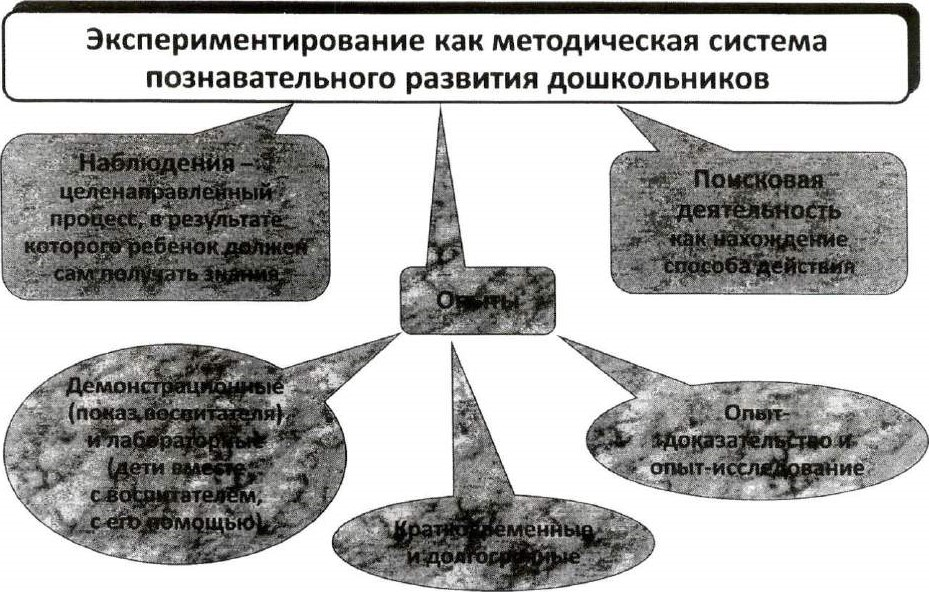 Экспериментирование как методическая система
познавательного развития дошкольников
Наблюдения –
целенаправленный
процесс, в результате
которого ребенок должен
сам получать знания
Поисковая
деятельность
как нахождение
способа действия
Опыты
Демонстрационные
(показ воспитателя)
и лабораторные
(дети вместе
с воспитателем,
с его помощью)
Кратковременные
и долгосрочные
Опыт-
доказательство и
опыт-исследование